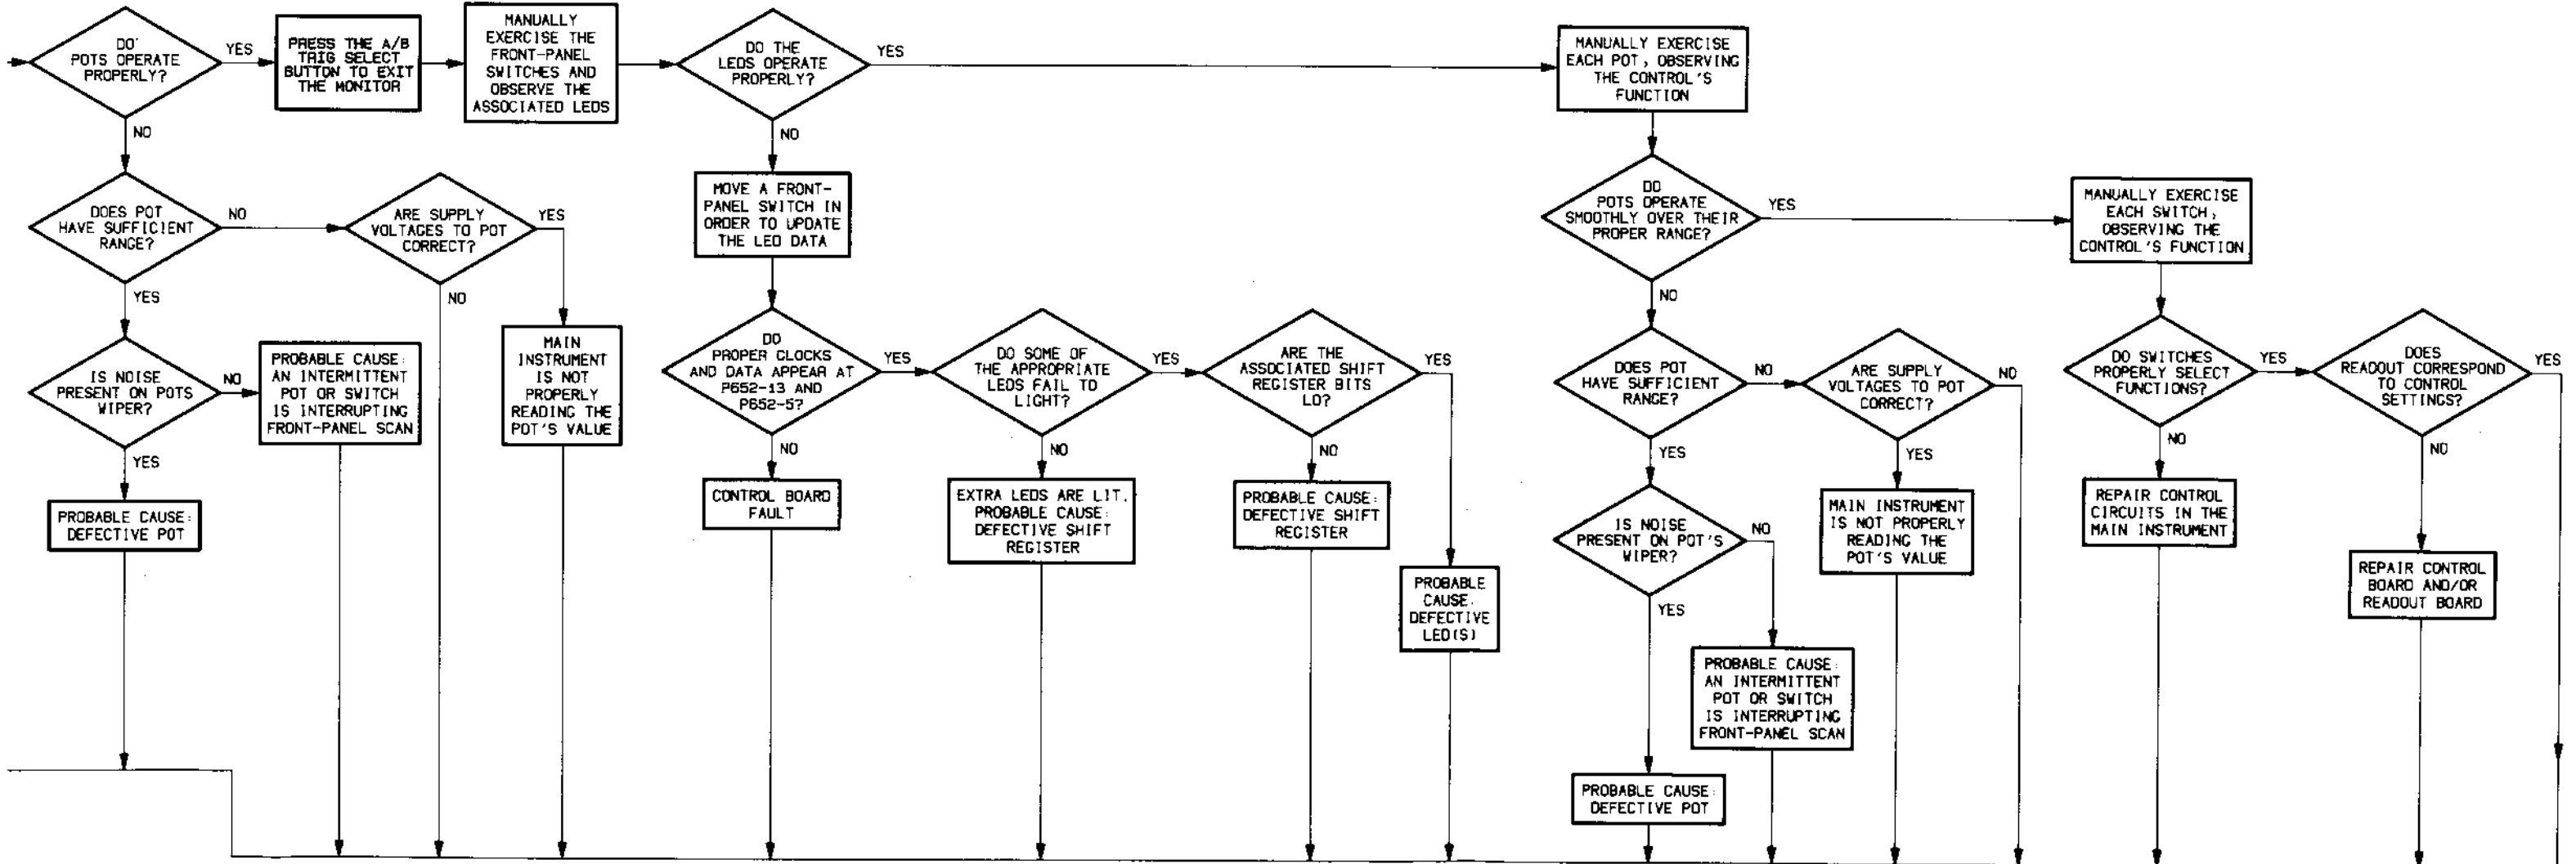 DO
POTS OPERATE
PROPERLY?
YES
NO
PRESS THE A/B
TRIG SELECT
BUTTON TO EXIT
THE MONITOR
MANUALLY
EXERCISE THE
FRONT-PANEL
SWITCHES AND
OBSERVE THE
ASSOCIATED LEDS
DO THE
LEDS OPERATE
PROPERLY?
YES
NO
MANUALLY EXERCISE
EACH POT, OBSERVING
THE CONTROL'S
FUNCTION
DOES POT
HAVE SUFFICIENT
RANGE?
NO
YES
ARE SUPPLY
VOLTAGES TO POT
CORRECT?
YES
NO
MOVE A FRONT-
PANEL SWITCH IN
ORDER TO UPDATE
THE LED DATA
DO
POTS OPERATE
SMOOTHLY OVER THEIR
PROPER RANGE?
YES
NO
MANUALLY EXERCISE
EACH SWITCH,
OBSERVING THE
CONTROL'S FUNCTION
IS NOISE
PRESENT ON POTS
WIPER?
NO
YES
PROBABLE CAUSE:
AN INTERMITTENT
POT OR SWITCH
IS INTERRUPTING
FRONT-PANEL SCAN
MAIN
INSTRUMENT
IS NOT
PROPERLY
READING THE
POT'S VALUE
DO
PROPER CLOCKS
AND DATA APPEAR AT
P652-13 AND
P652-5?
YES
NO
DO SOME OF
THE APPROPRIATE
LEDS FAIL TO
LIGHT?
YES
NO
ARE THE
ASSOCIATED SHIFT
REGISTER BITS
LO?
YES
NO
DOES POT
HAVE SUFFICIENT
RANGE?
NO
YES
ARE SUPPLY
VOLTAGES TO POT
CORRECT?
NO
YES
DO SWITCHES
PROPERLY SELECT
FUNCTIONS?
YES
NO
DOES
READOUT CORRESPOND
TO CONTROL
SETTINGS?
YES
NO
PROBABLE CAUSE:
DEFECTIVE POT
CONTROL BOARD
FAULT
EXTRA LEDS ARE LIT.
PROBABLE CAUSE:
DEFECTIVE SHIFT
REGISTER
PROBABLE CAUSE:
DEFECTIVE SHIFT
REGISTER
PROBABLE
CAUSE:
DEFECTIVE
LED(S)
IS NOISE
PRESENT ON POT'S
WIPER?
NO
YES
MAIN INSTRUMENT
IS NOT PROPERLY
READING THE
POT'S VALUE
REPAIR CONTROL
CIRCUITS IN THE
MAIN INSTRUMENT
REPAIR CONTROL
BOARD AND/OR
READOUT BOARD
PROBABLE CAUSE:
AN INTERMITTENT
POT OR SWITCH
IS INTERRUPTING
FRONT-PANEL SCAN
PROBABLE CAUSE:
DEFECTIVE POT